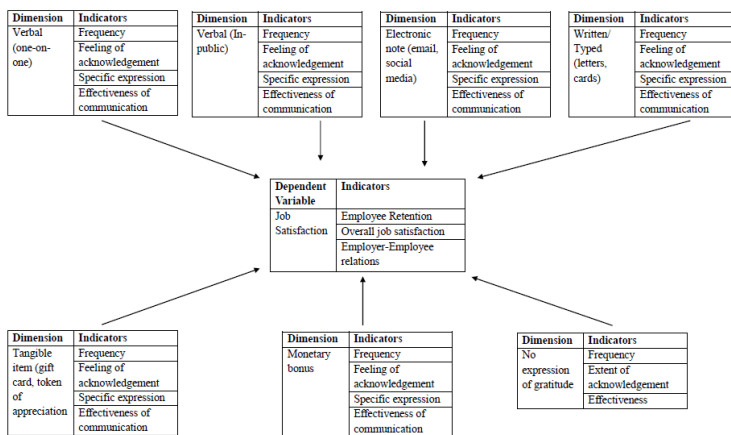 Dimension Indicators
Verbal (one-on-one) Frequency
Feeling of acknowledgement
Specific expression
Effectiveness of communication
Dimension Indicators
Verbal (In-public) Frequency
Feeling of acknowledgement
Specific expression
Effectiveness of communication
Dimension Indicators
Electronic note (email, social media) Frequency
Feeling of acknowledgement
Specific expression
Effectiveness of communication
Dimension Indicators
Written/Typed (letters, cards) Frequency
Feeling of acknowledgement
Specific expression
Effectiveness of communication
Dependent Variable Indicators
Job Satisfaction Employee Retention
Overall job satisfaction
Employer-Employee relations
Dimension Indicators
Tangible item (gift card, token of appreciation Frequency
Feeling of acknowledgement
Specific expression
Effectiveness of communication
Dimension Indicators
Monetary bonus Frequency
Feeling of acknowledgement
Specific expression
Effectiveness of communication
Dimension Indicators
No expression of gratitude Frequency
Extent of acknowledgement
Effectiveness